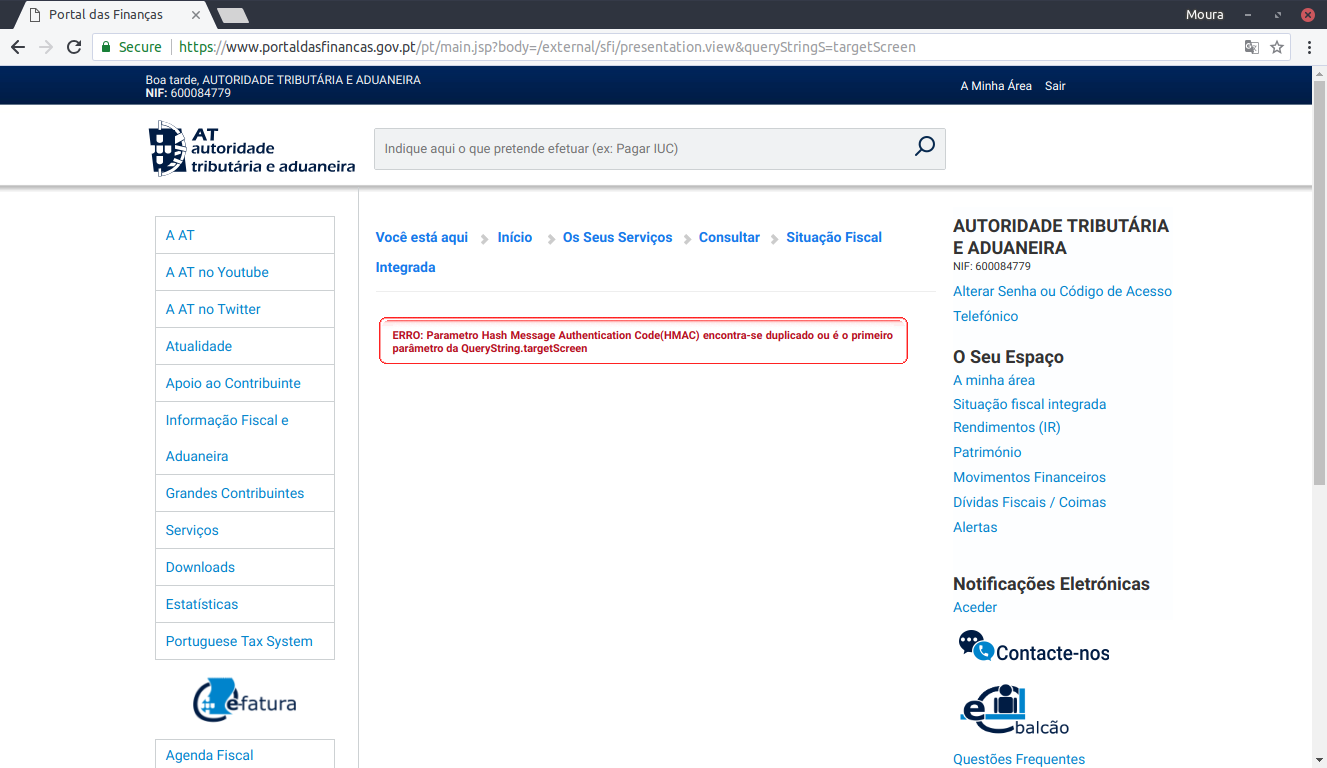 Portal das Finanças
Moura
Secure
https://www.portaldasfinancas.gov.pt/pt/main.jsp?body=/external/sfi/presentation.view&queryStringS=targetScreen
Boa tarde, AUTORIDADE TRIBUTÁRIA E ADUANEIRA
NIF: 600084779
A Minha Área
Sair
AT
autoridade
tributária e aduaneira
Indique aqui o que pretende efetuar (ex: Pagar IUC)
A AT
A AT no Youtube
A AT no Twitter
Atualidade
Apoio ao Contribuinte
Informação Fiscal e
Aduaneira
Grandes Contribuintes
Serviços
Downloads
Estatísticas
Portuguese Tax System
efatura
Agenda Fiscal
Você está aqui
Início
Os Seus Serviços
Consultar
Situação Fiscal
Integrada
ERRO: Parametro Hash Message Authentication Code(HMAC) encontra-se duplicado ou é o primeiro
parâmetro da QueryString.targetScreen
AUTORIDADE TRIBUTÁRIA
E ADUANEIRA
NIF: 600084779
Alterar Senha ou Código de Acesso
Telefónico
O Seu Espaço
A minha área
Situação fiscal integrada
Rendimentos (IR)
Património
Movimentos Financeiros
Dívidas Fiscais / Coimas
Alertas
Notificações Eletrónicas
Aceder
Contacte-nos
e
balcão
Questões Frequentes